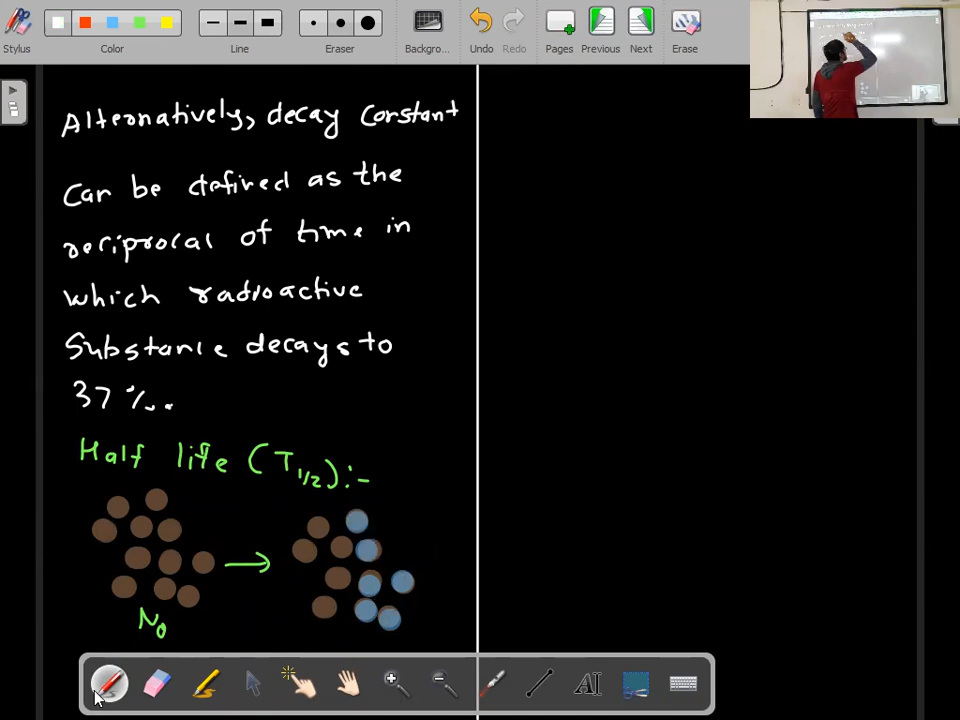 Stylus
Color
Line
Eraser
Backgro...
Undo
Redo
Pages
Previous
Next
Erase
Alternatively, decay constant
can be defined as the
reciprocal of time in
which radioactive
Substance decays to
37 %.
Half life (T1/2):-
N0
AI